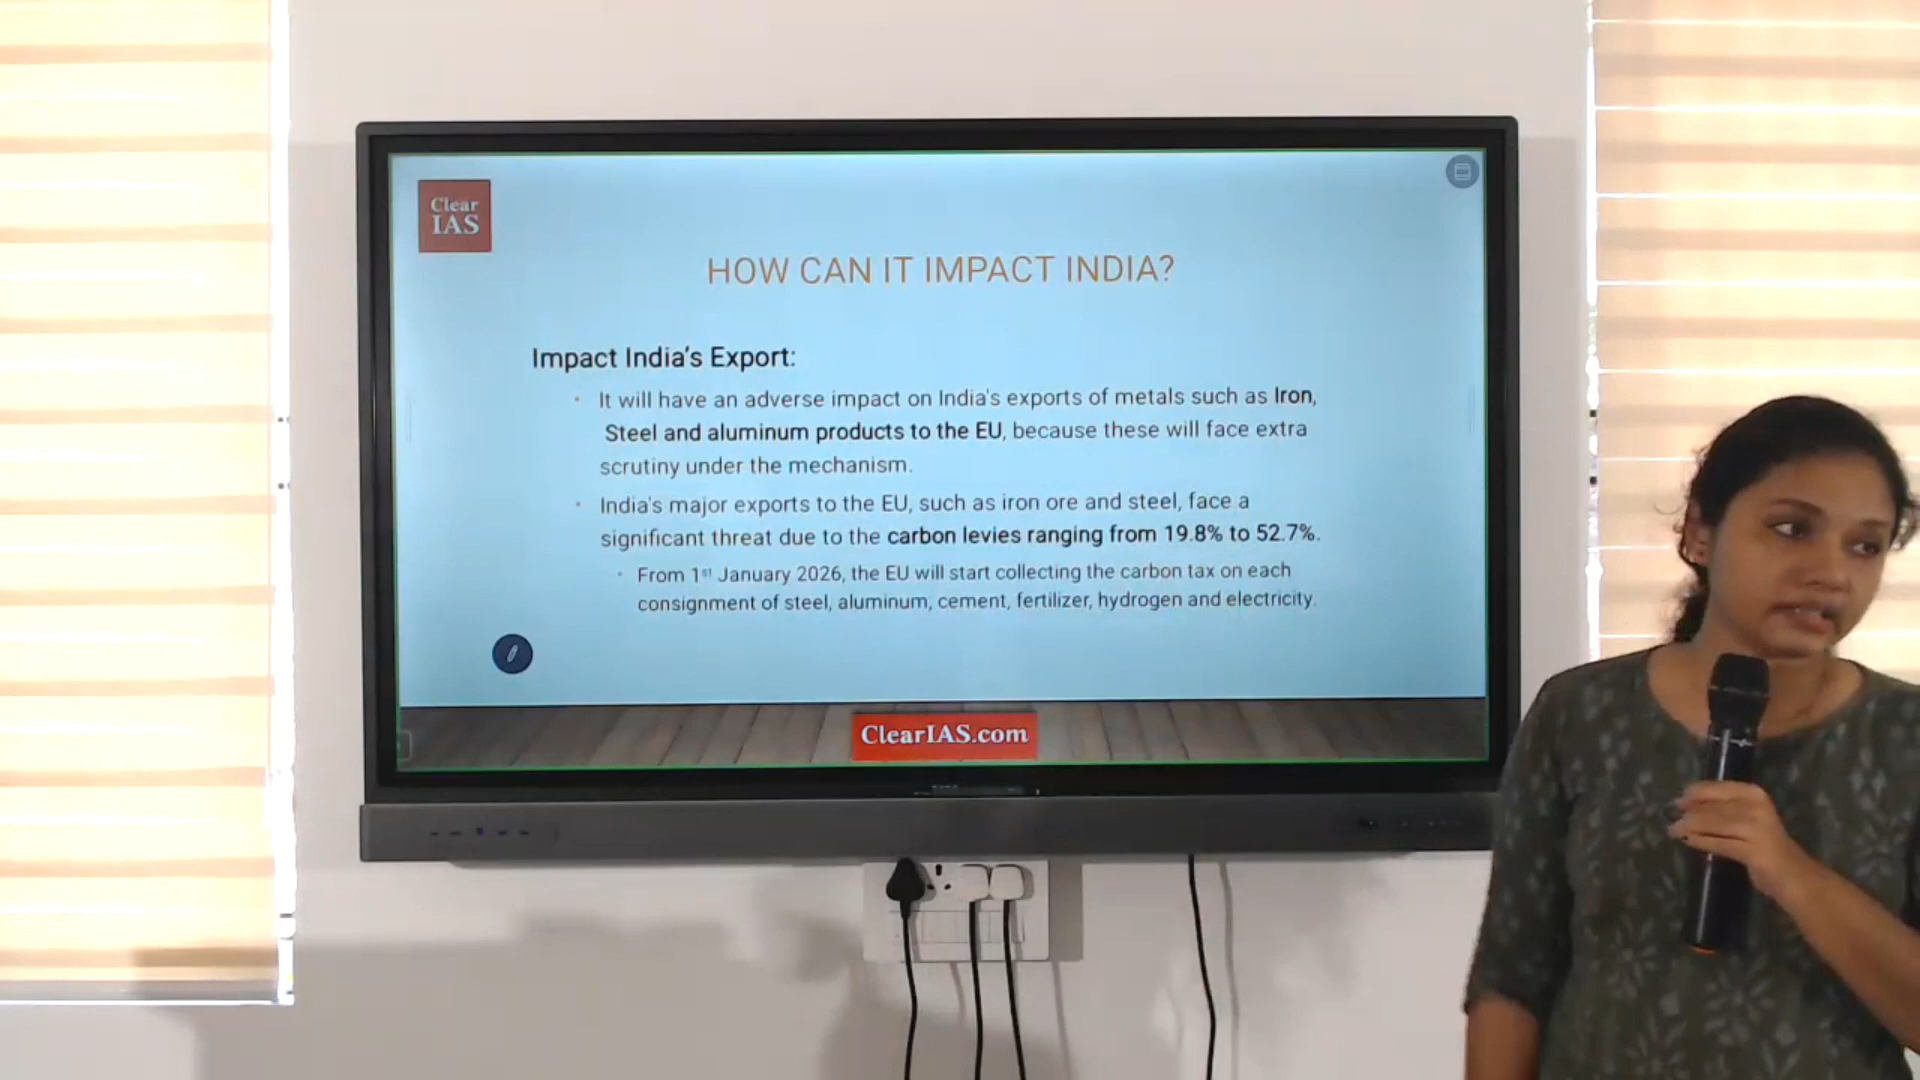 Clear
IAS
HOW CAN IT IMPACT INDIA?
Impact India's Export:
• It will have an adverse impact on India's exports of metals such as Iron,
Steel and aluminum products to the EU, because these will face extra
scrutiny under the mechanism.
• India's major exports to the EU, such as iron ore and steel, face a
significant threat due to the carbon levies ranging from 19.8% to 52.7%.
• From 1st January 2026, the EU will start collecting the carbon tax on each
consignment of steel, aluminum, cement, fertilizer, hydrogen and electricity.
ClearIAS.com